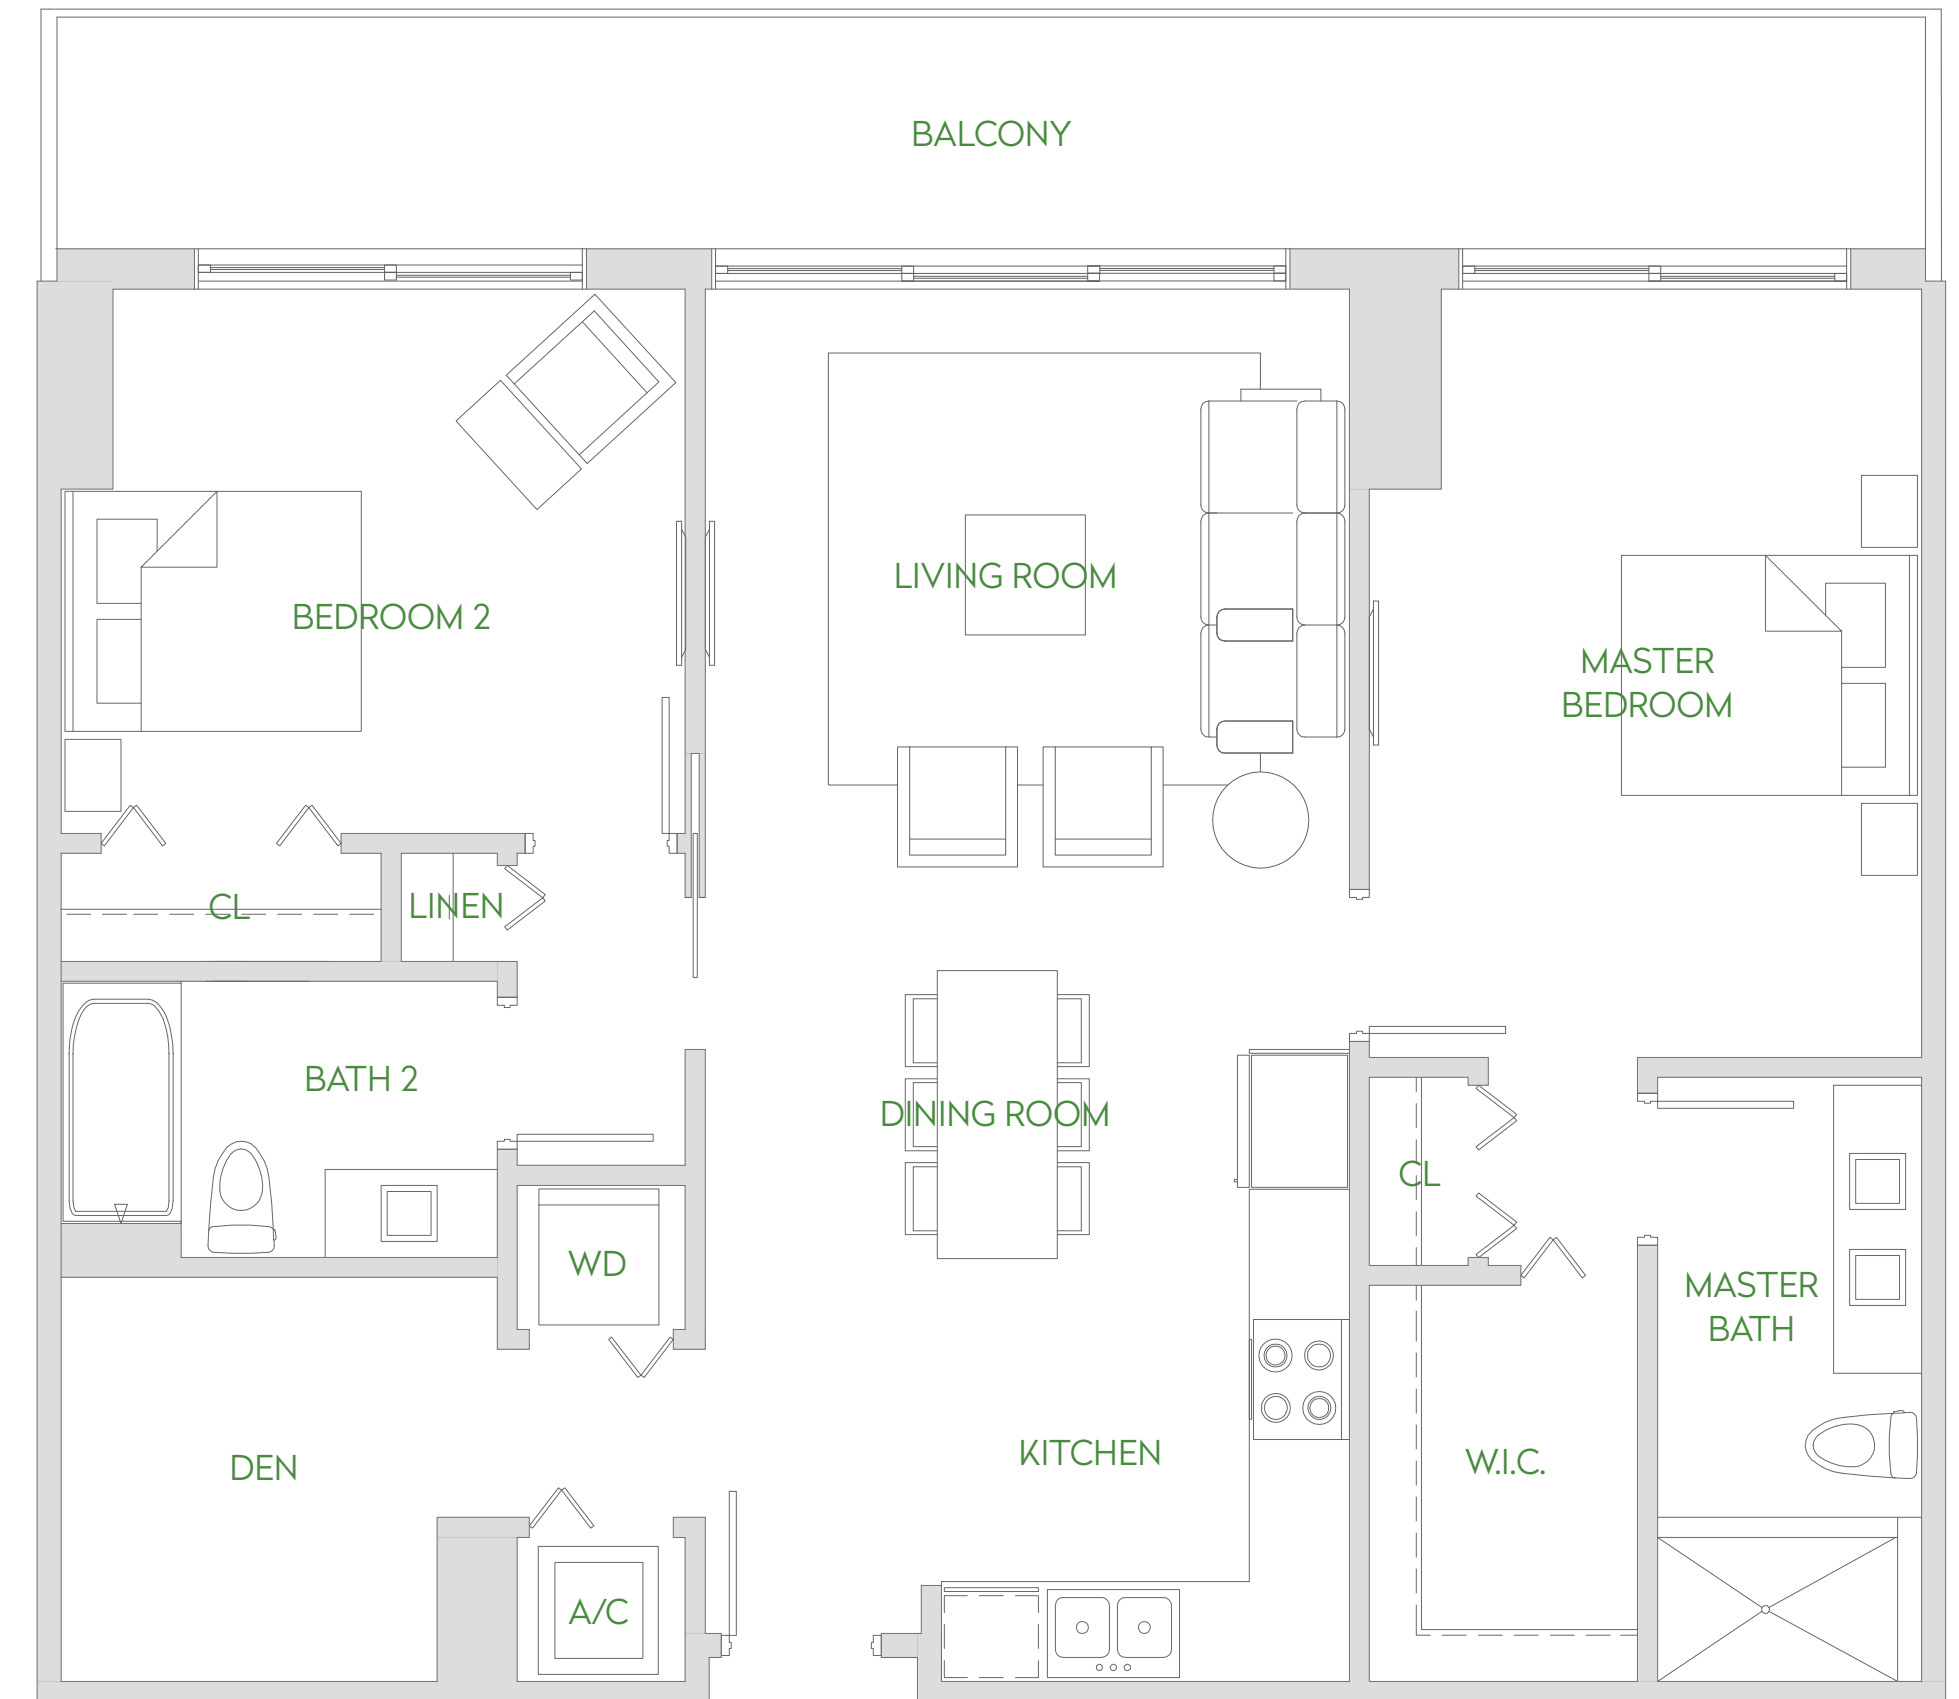 BALCONY
LIVING ROOM
BEDROOM 2
MASTER
BEDROOM
CL
LINEN
BATH 2
DINING ROOM
CL
WD
MASTER
BATH
KITCHEN
W.I.C.
DEN
A/C